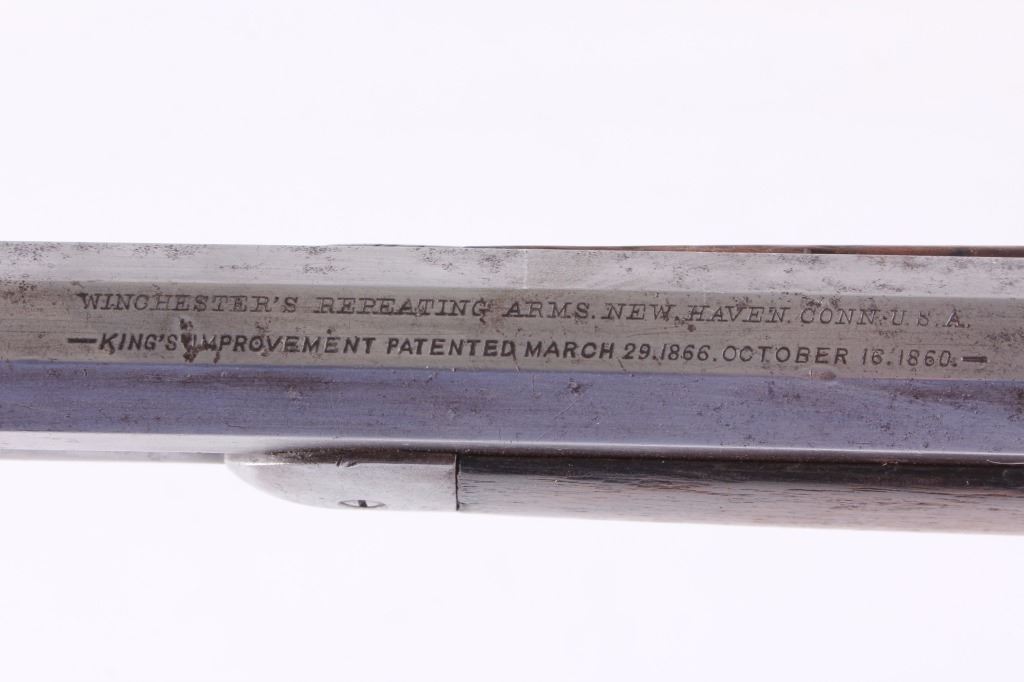 WINCHESTER'S REPEATING ARMS. NEW. HAVEN. CONN. U.S.A.
—KING'S IMPROVEMENT PATENTED MARCH 29. 1866. OCTOBER 16. 1860.—